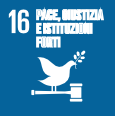 16 PACE, GIUSTIZIA
E ISTITUZIONI
FORTI